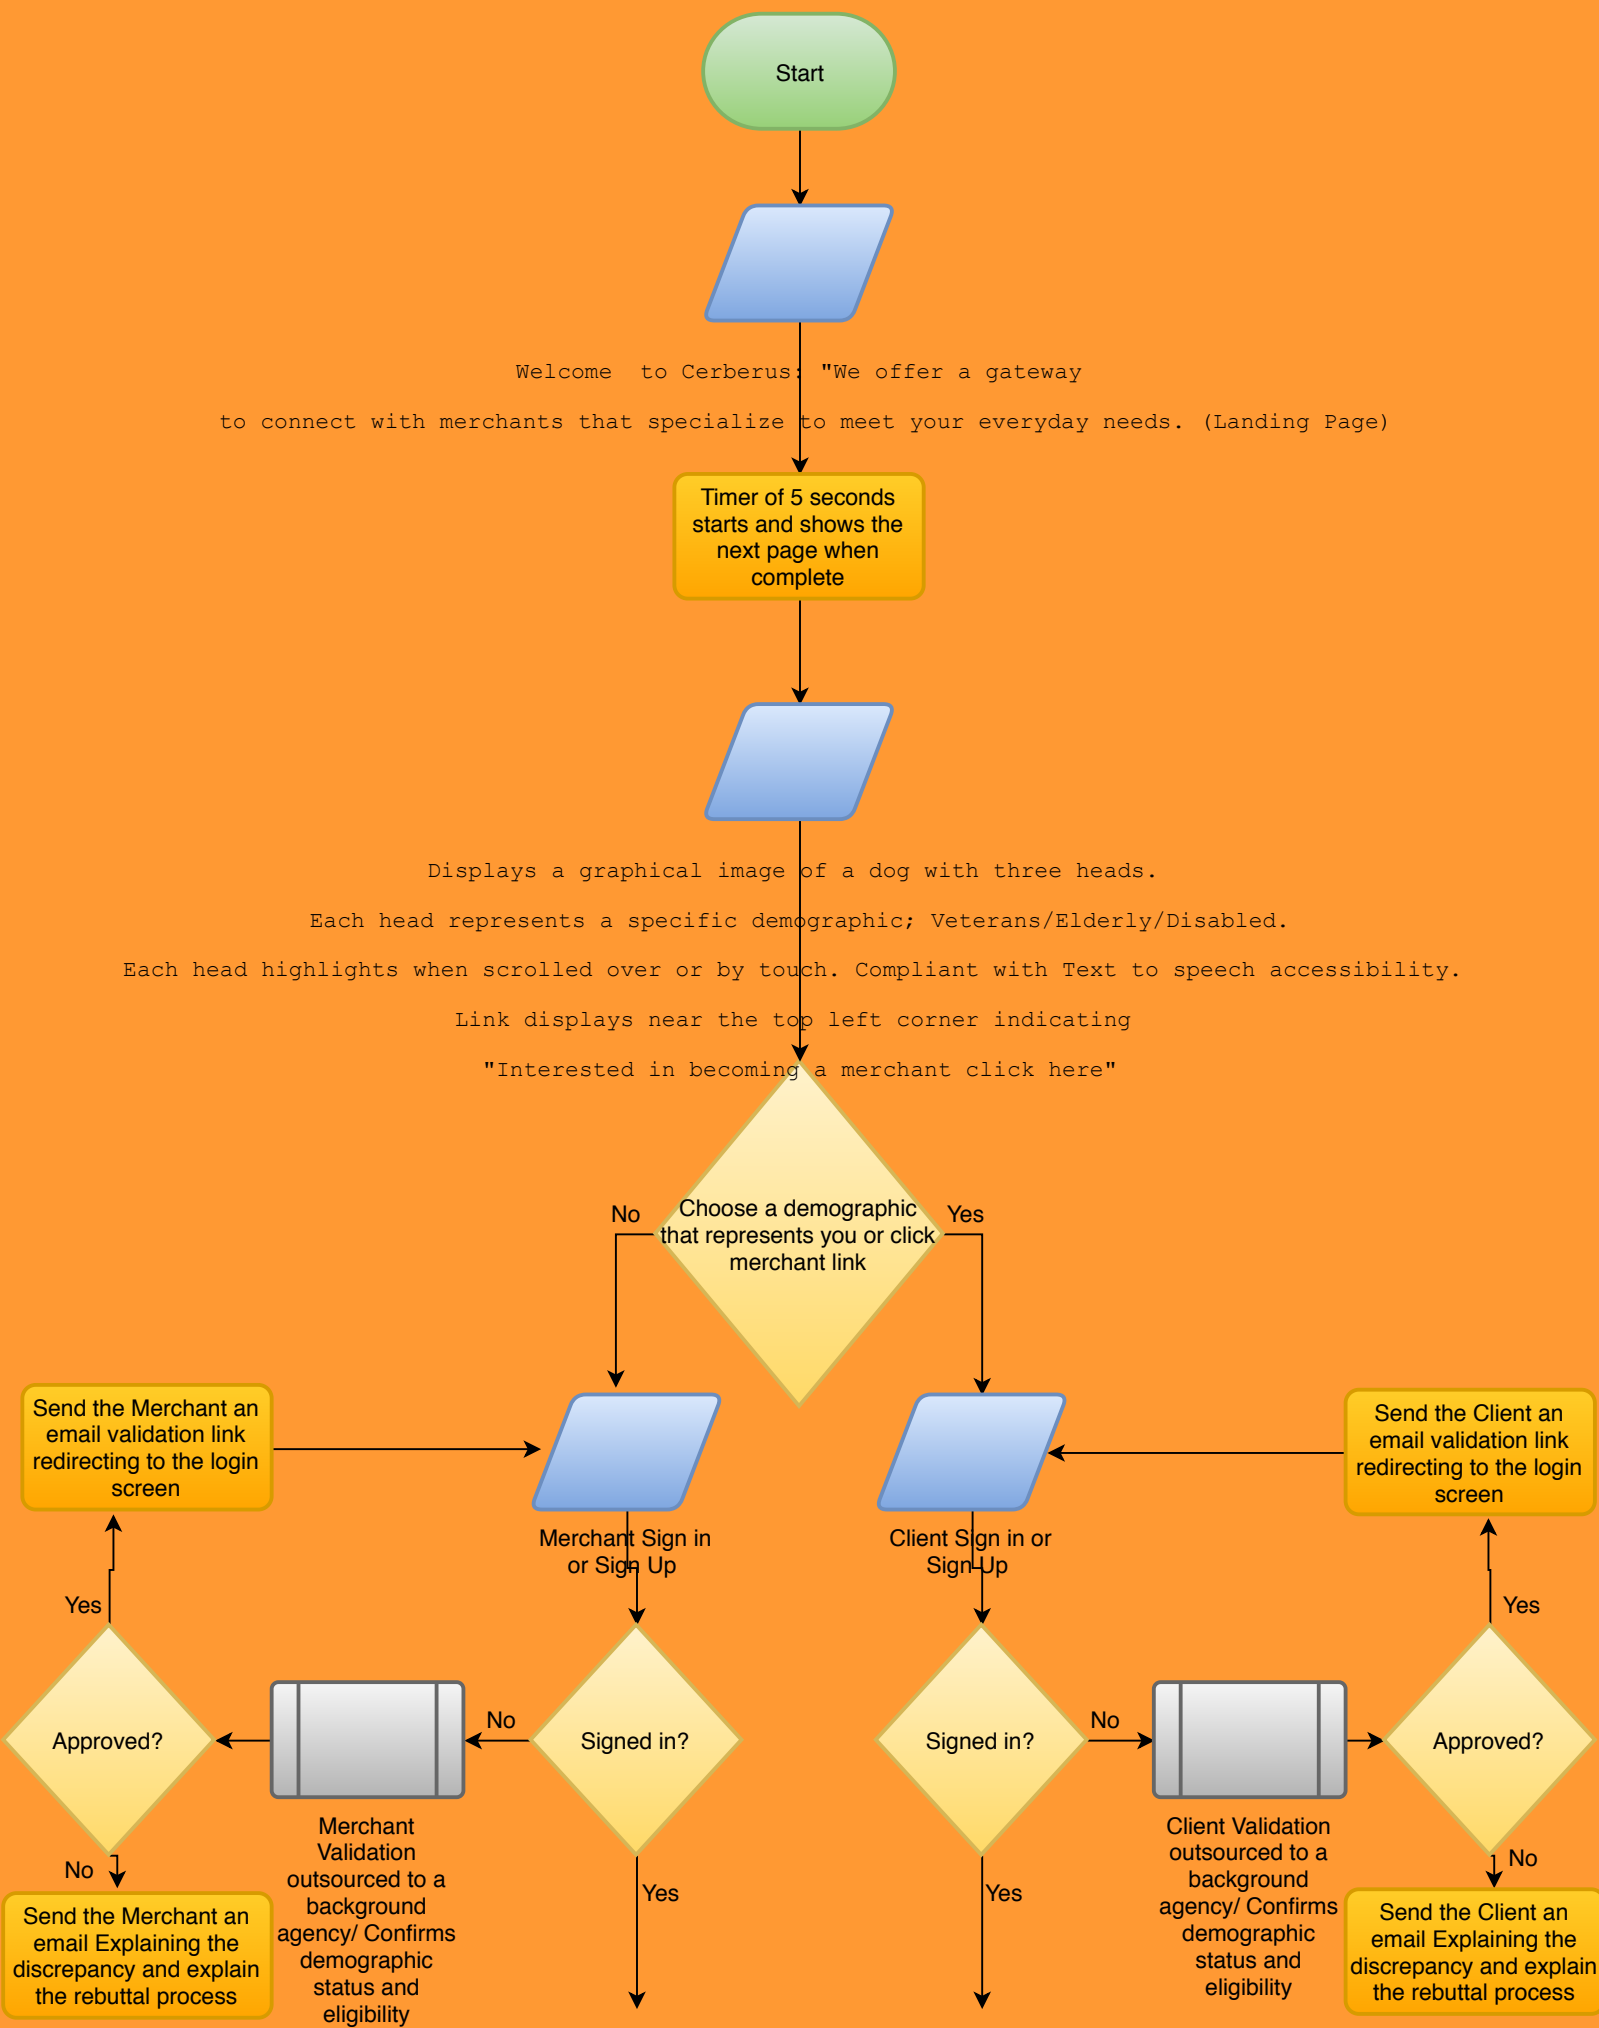 Start
Welcome  to Cerberus: "We offer a gateway
to connect with merchants that specialize to meet your everyday needs. (Landing Page)
Timer of 5 seconds
starts and shows the
next page when
complete
Displays a graphical image of a dog with three heads.
Each head represents a specific demographic; Veterans/Elderly/Disabled.
Each head highlights when scrolled over or by touch. Compliant with Text to speech accessibility.
Link displays near the top left corner indicating
"Interested in becoming a merchant click here"
No
Choose a demographic
that represents you or click
merchant link
Yes
Send the Merchant an
email validation link
redirecting to the login
screen
Merchant Sign in
or Sign Up
Client Sign in or
Sign Up
Send the Client an
email validation link
redirecting to the login
screen
Yes
Yes
Approved?
No
Signed in?
Signed in?
No
Approved?
Merchant
Validation
outsourced to a
background
agency/ Confirms
demographic
status and
eligibility
Client Validation
outsourced to a
background
agency/ Confirms
demographic
status and
eligibility
No
Yes
Yes
No
Send the Merchant an
email Explaining the
discrepancy and explain
the rebuttal process
Send the Client an
email Explaining the
discrepancy and explain
the rebuttal process